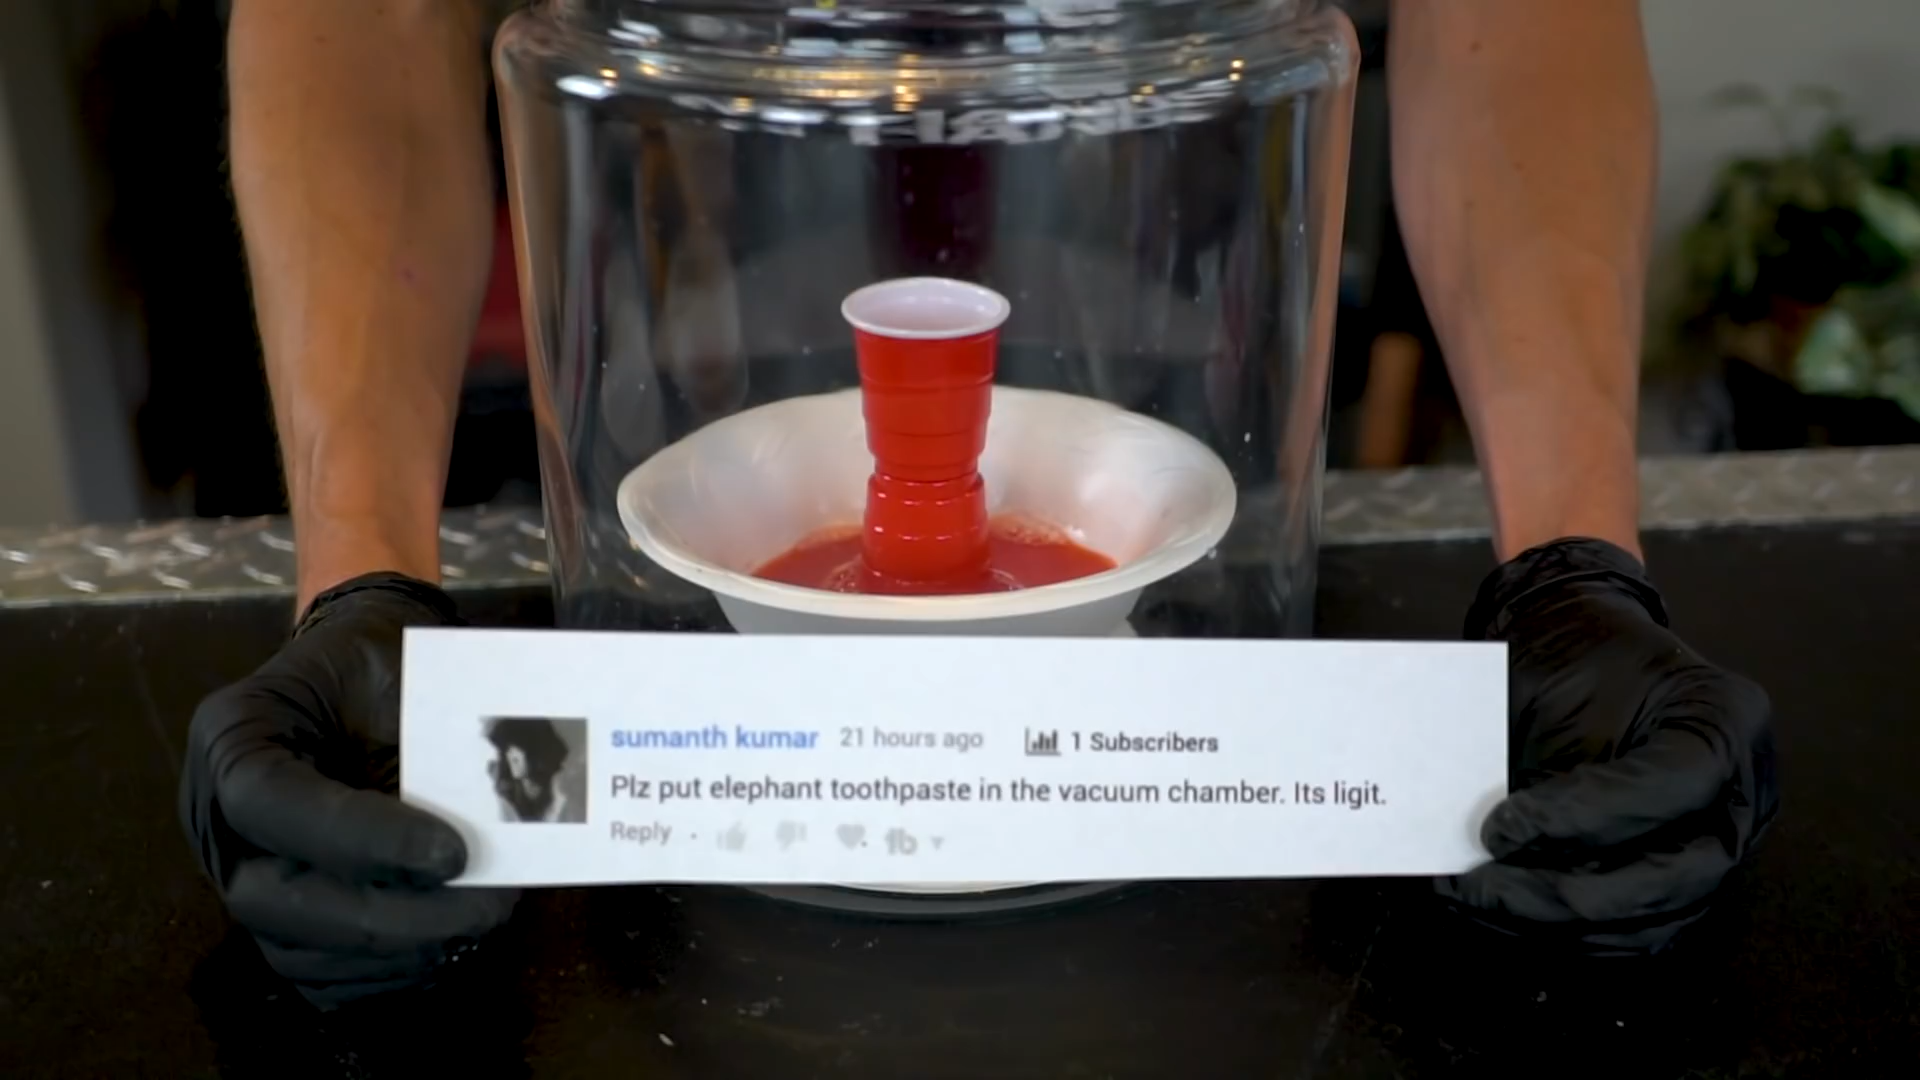 sumanth kumar 21 hours ago 1 Subscribers
Plz put elephant toothpaste in the vacuum chamber. Its ligit.
Reply